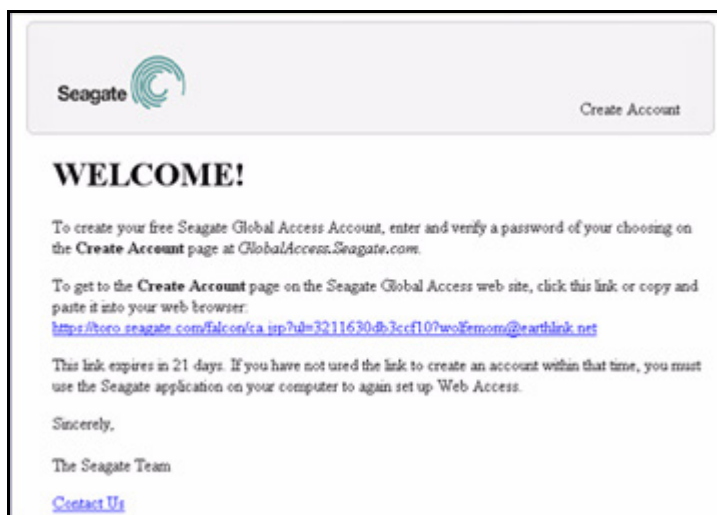 Seagate
Create Account
WELCOME!
To create your free Seagate Global Access Account, enter and verify a password of your choosing on
the Create Account page at GlobalAccess.Seagate.com.
To get to the Create Account page on the Seagate Global Access web site, click this link or copy and
paste it into your web browser:
https://toro.seagate.com/falcon/ca.jsp?ul=3211630db3ccf10?wolfemom@earthlink.net
This link expires in 21 days. If you have not used the link to create an account within that time, you must
use the Seagate application on your computer to again set up Web Access.
Sincerely,
The Seagate Team
Contact Us